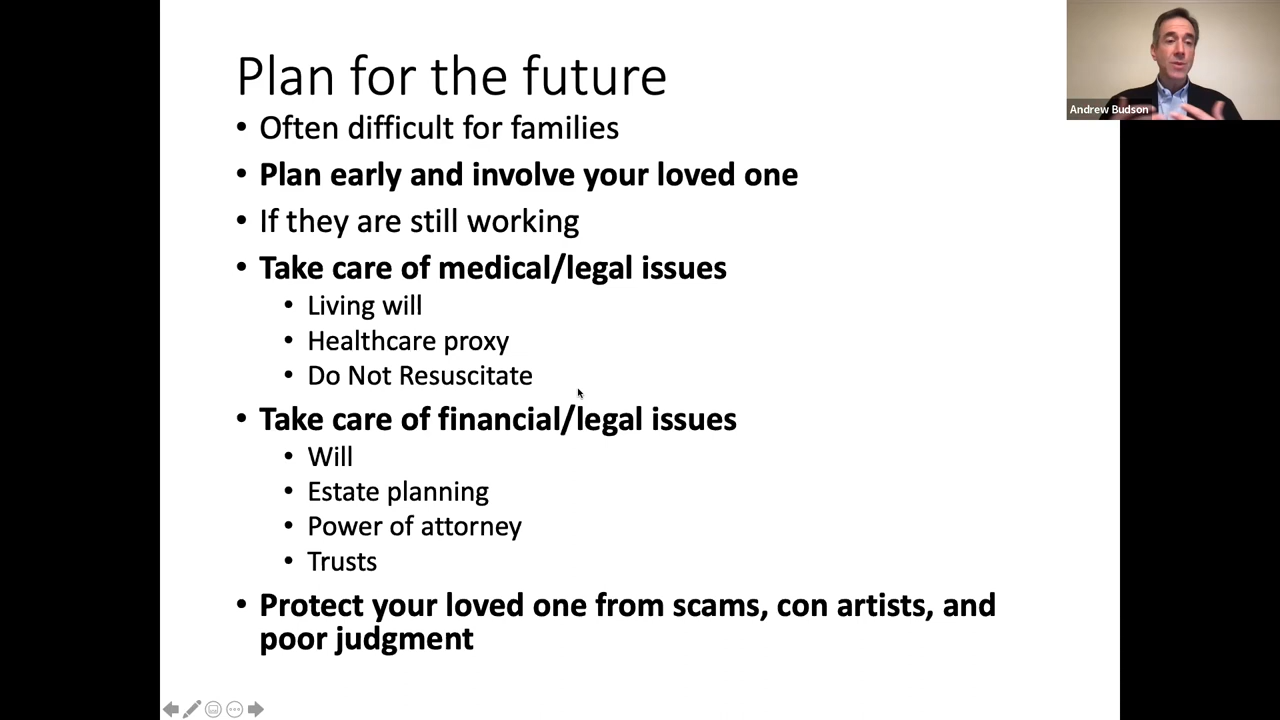 Plan for the future
• Often difficult for families
• Plan early and involve your loved one
• If they are still working
• Take care of medical/legal issues
• Living will
• Healthcare proxy
• Do Not Resuscitate
• Take care of financial/legal issues
• Will
• Estate planning
• Power of attorney
• Trusts
• Protect your loved one from scams, con artists, and
poor judgment
Andrew Budson